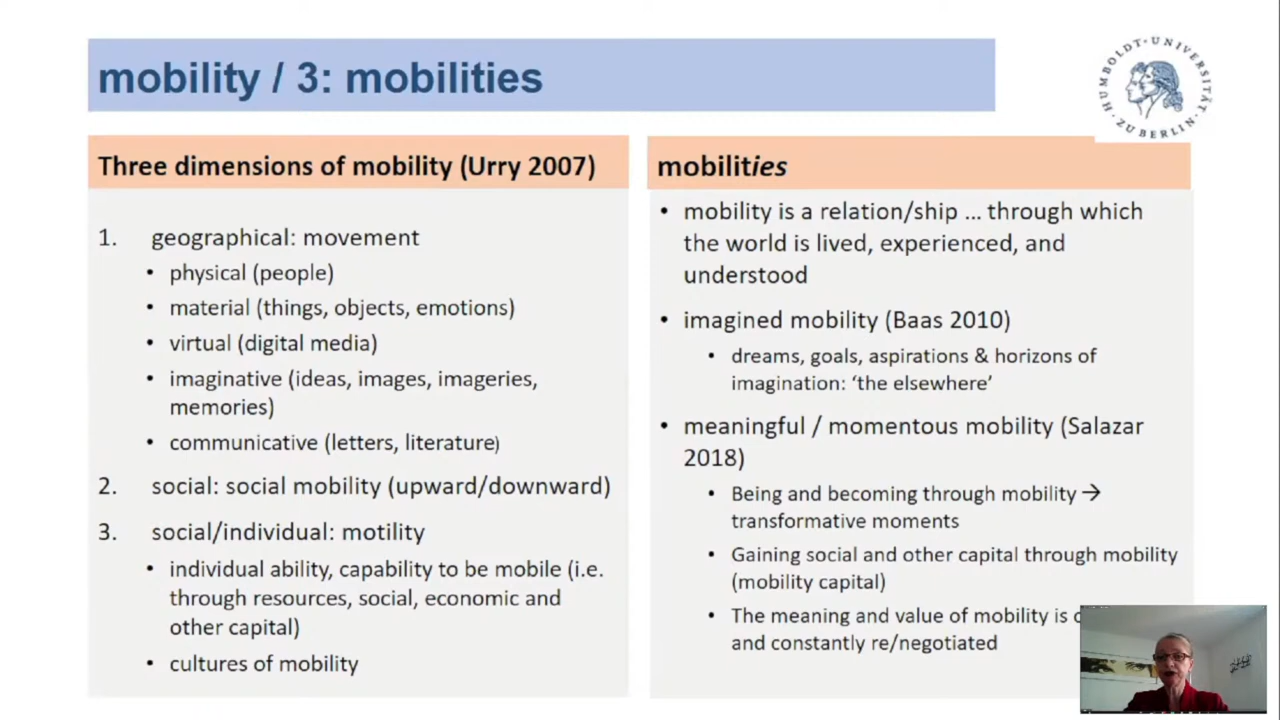 mobility / 3: mobilities
HUMBOLDT-UNIVERSITÄT
ZU BERLIN
Three dimensions of mobility (Urry 2007)
1. geographical: movement
• physical (people)
• material (things, objects, emotions)
• virtual (digital media)
• imaginative (ideas, images, imageries,
memories)
• communicative (letters, literature)
2. social: social mobility (upward/downward)
3. social/individual: motility
• individual ability, capability to be mobile (i.e.
through resources, social, economic and
other capital)
• cultures of mobility
mobilities
• mobility is a relation/ship ... through which
the world is lived, experienced, and
understood
• imagined mobility (Baas 2010)
• dreams, goals, aspirations & horizons of
imagination: ‘the elsewhere’
• meaningful / momentous mobility (Salazar
2018)
• Being and becoming through mobility →
transformative moments
• Gaining social and other capital through mobility
(mobility capital)
• The meaning and value of mobility is
and constantly re/negotiated